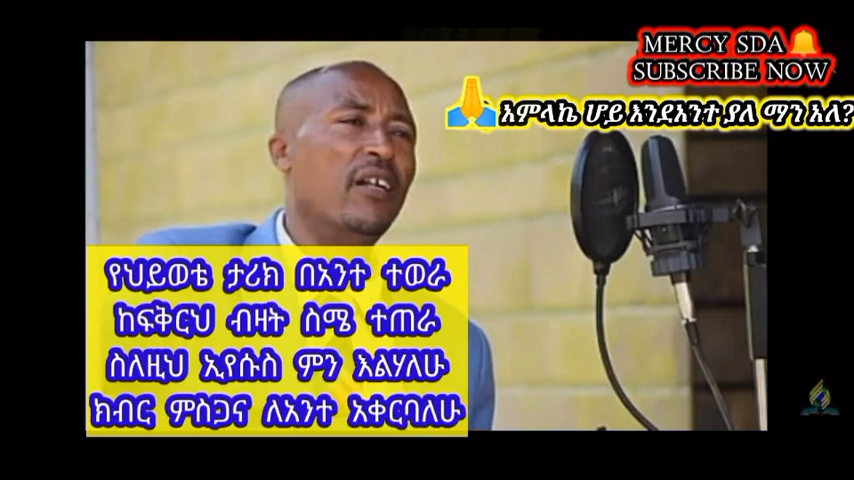 MERCY SDA
SUBSCRIBE NOW
አምላኬ ሆይ እንደአንተ ያለ ማን አለ?
የህይወቴ ታሪክ በአንተ ተወራ
ከፍቅርህ ብዛት ስሜ ተጠራ
ስለዚህ ኢየሱስ ምን እልሃለሁ
ክብር ምስጋና ለአንተ አቀርባለሁ